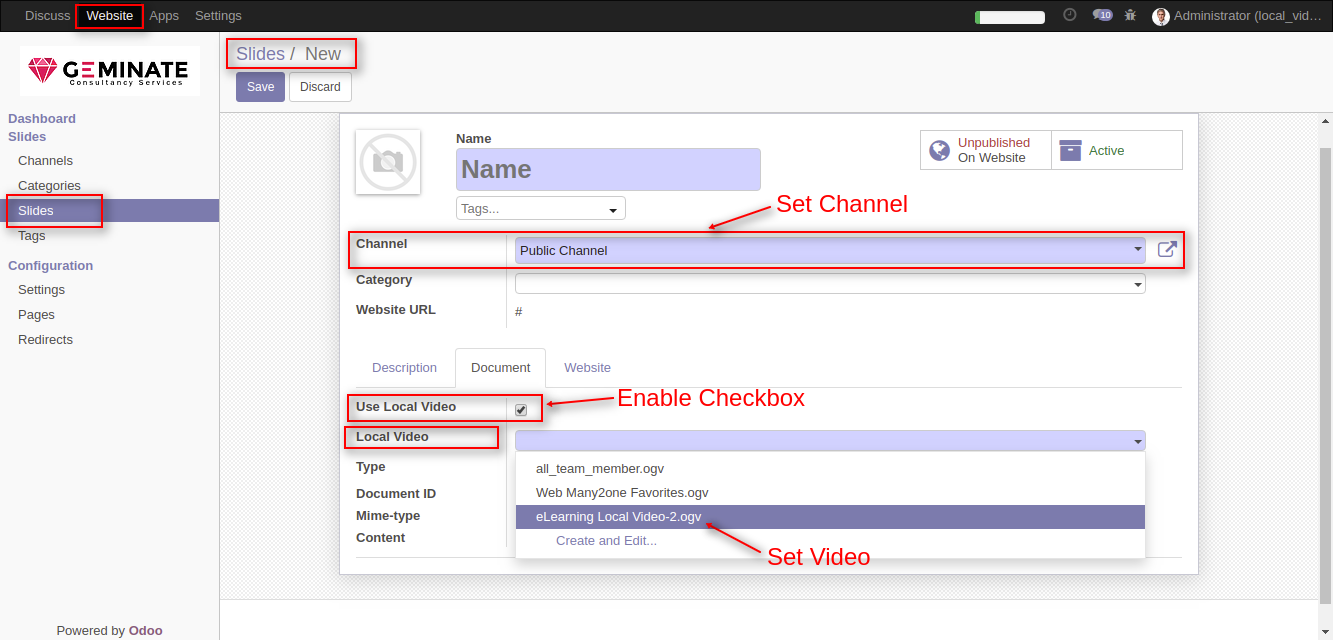 Discuss Website Apps Settings 10 Administrator (local_vid...
GEMINATE
Consultancy Services
Dashboard
Slides
Channels
Categories
Slides
Tags
Configuration
Settings
Pages
Redirects
Powered by Odoo
Slides / New
Save Discard
Name
Name
Unpublished
On Website
Active
Tags...
Set Channel
Channel Public Channel
Category
Website URL #
Description Document Website
Use Local Video
Enable Checkbox
Local Video
Type
Document ID
Mime-type
Content
all_team_member.ogv
Web Many2one Favorites.ogv
eLearning Local Video-2.ogv
Create and Edit...
Set Video